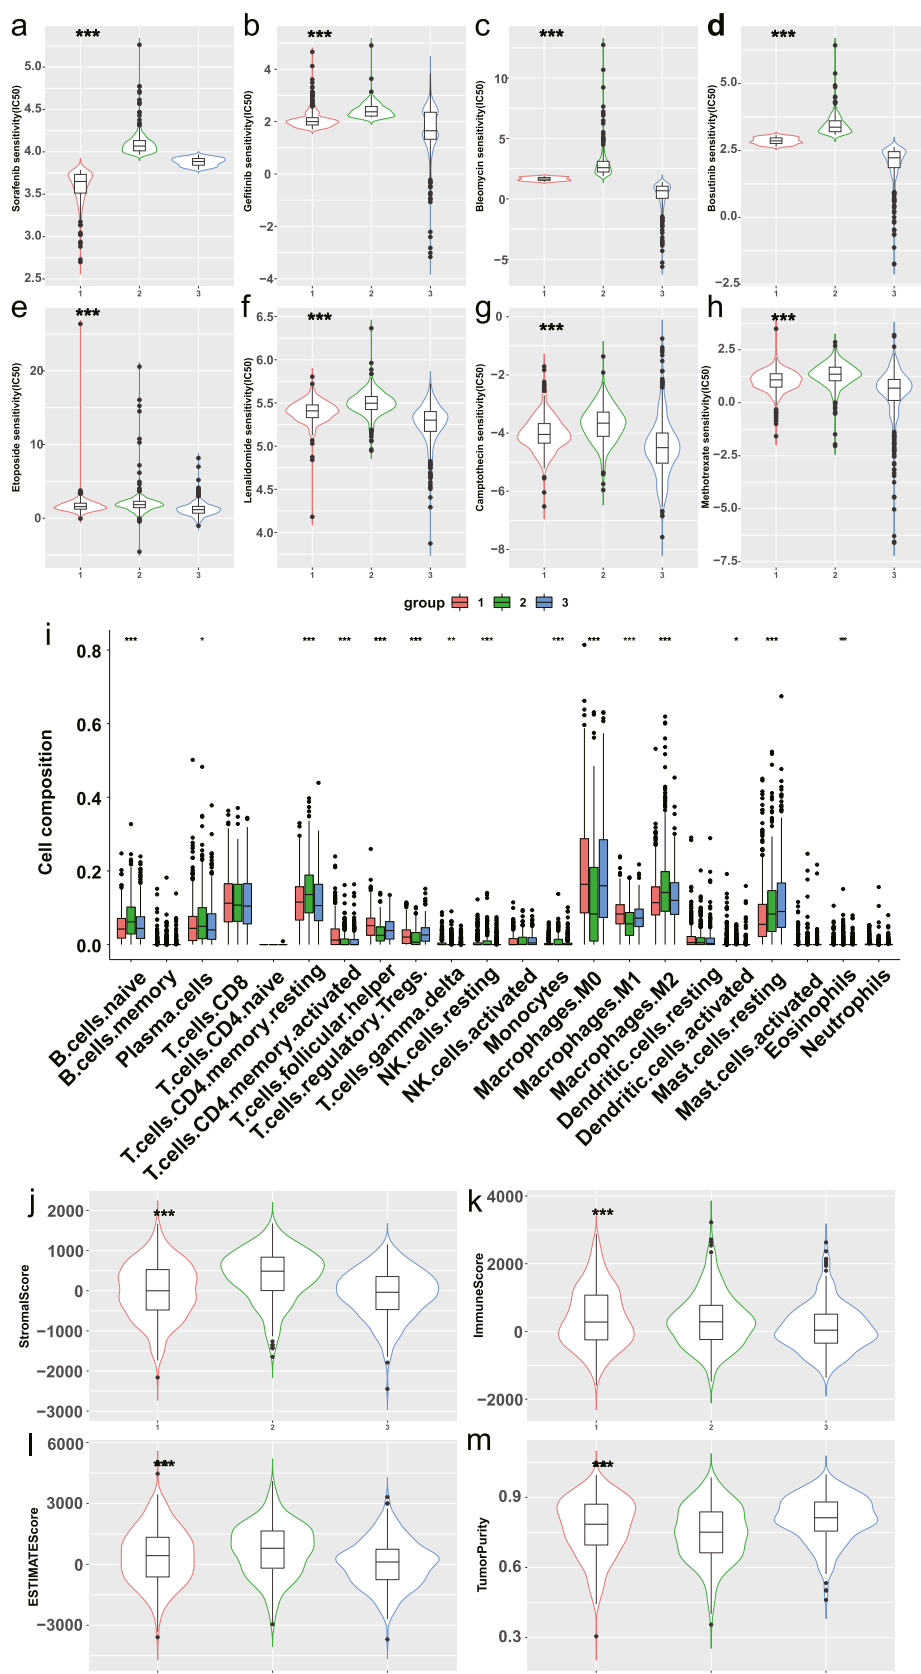 a
***
Sorafenib sensitivity(IC50)
5.0
4.5
4.0
3.5
3.0
2.5
1 2 3
b
***
Gefitinib sensitivity(IC50)
4
2
0
−2
−4
1 2 3
c
***
Bleomycin sensitivity(IC50)
10
5
0
−5
1 2 3
d
***
Bosutinib sensitivity(IC50)
5.0
2.5
0.0
−2.5
1 2 3
e
***
Etoposide sensitivity(IC50)
20
10
0
1 2 3
f
***
Lenalidomide sensitivity(IC50)
6.5
6.0
5.5
5.0
4.5
4.0
1 2 3
g
***
Camptothecin sensitivity(IC50)
0
−2
−4
−6
−8
1 2 3
h
***
Methotrexate sensitivity(IC50)
2.5
0.0
−2.5
−5.0
−7.5
1 2 3
group 1 2 3
i
*** * *** *** *** *** ** *** *** *** *** *** * *** ***
Cell composition
0.8
0.6
0.4
0.2
0.0
B.cells.naive
B.cells.memory
Plasma.cells
T.cells.CD8
T.cells.CD4.naive
T.cells.CD4.memory.resting
T.cells.CD4.memory.activated
T.cells.follicular.helper
T.cells.regulatory.Tregs.
T.cells.gamma.delta
NK.cells.resting
NK.cells.activated
Monocytes
Macrophages.M0
Macrophages.M1
Macrophages.M2
Dendritic.cells.resting
Dendritic.cells.activated
Mast.cells.resting
Mast.cells.activated
Eosinophils
Neutrophils
j
***
StromalScore
2000
1000
0
−1000
−2000
−3000
1 2 3
k
***
ImmuneScore
4000
2000
0
−2000
1 2 3
l
***
ESTIMATEScore
6000
3000
0
−3000
m
***
TumorPurity
0.9
0.6
0.3